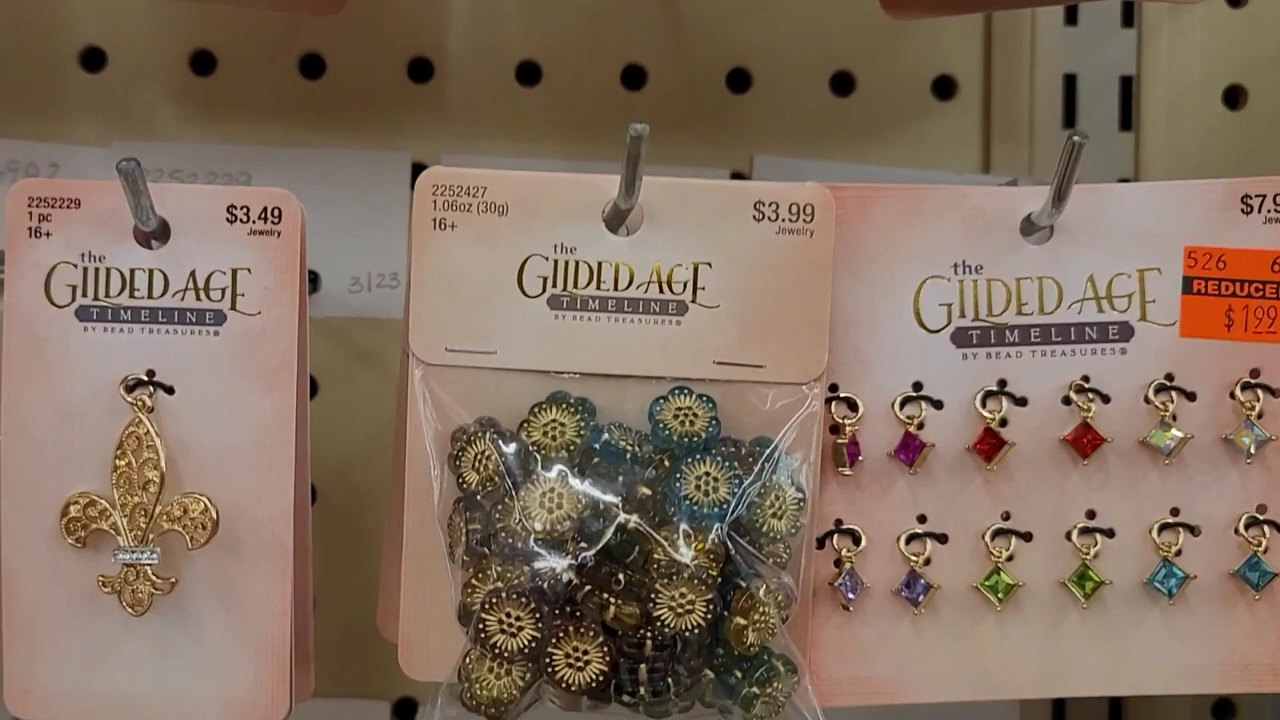 2252229
1 pc
16+
$3.49
Jewelry
the
GILDED AGE
TIMELINE
BY BEAD TREASURES®
3/23
2252427
1.06oz (30g)
16+
$3.99
Jewelry
the
GILDED AGE
TIMELINE
BY BEAD TREASURES®
the
GILDED AGE
TIMELINE
BY BEAD TREASURES®
526 6
$1.99